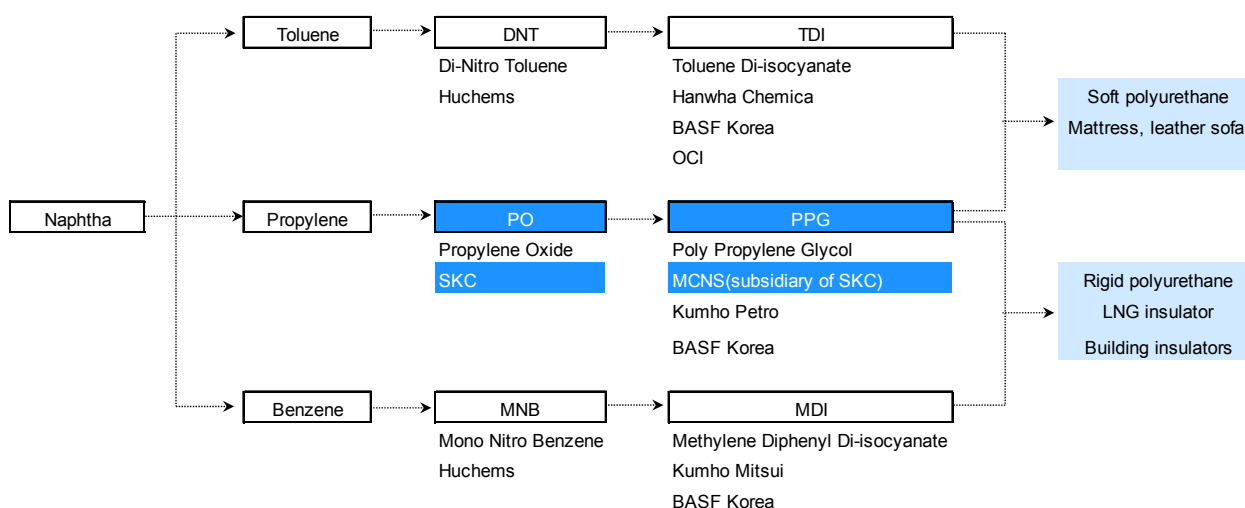 Toluene
DNT
TDI
Di-Nitro Toluene
Huchems
Toluene Di-isocyanate
Hanwha Chemica
BASF Korea
OCI
Soft polyurethane
Mattress, leather sofa
Naphtha
Propylene
PO
PPG
Propylene Oxide
SKC
Poly Propylene Glycol
MCNS(subsidiary of SKC)
Kumho Petro
BASF Korea
Rigid polyurethane
LNG insulator
Building insulators
Benzene
MNB
MDI
Mono Nitro Benzene
Huchems
Methylene Diphenyl Di-isocyanate
Kumho Mitsui
BASF Korea